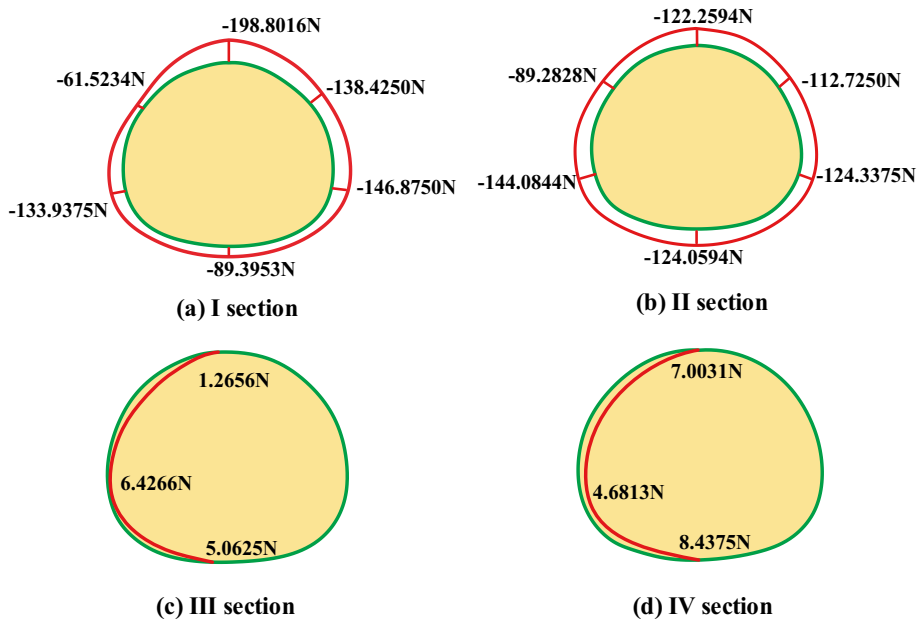 -198.8016N
-61.5234N
-138.4250N
-133.9375N
-146.8750N
-89.3953N
(a) I section
-122.2594N
-89.2828N
-112.7250N
-144.0844N
-124.3375N
-124.0594N
(b) II section
1.2656N
6.4266N
5.0625N
(c) III section
7.0031N
4.6813N
8.4375N
(d) IV section